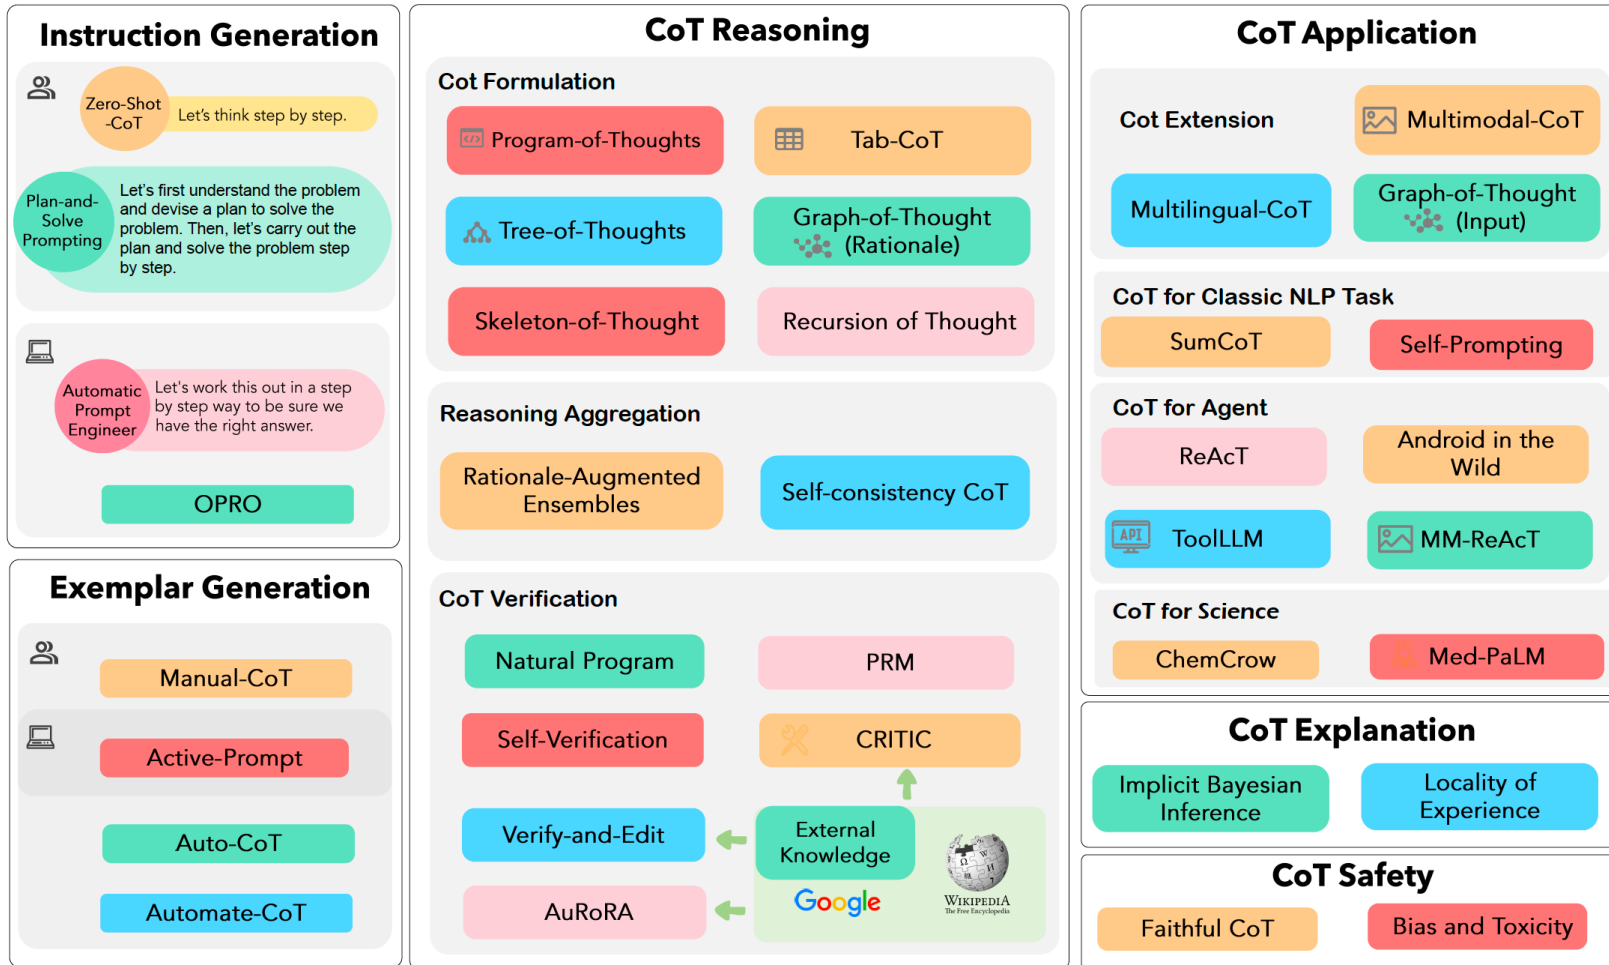 Instruction Generation
Zero-Shot
-CoT
Let's think step by step.
Plan-and-
Solve
Prompting
Let's first understand the problem
and devise a plan to solve the
problem. Then, let's carry out the
plan and solve the problem step
by step.
Automatic
Prompt
Engineer
Let's work this out in a step
by step way to be sure we
have the right answer.
OPRO
Exemplar Generation
Manual-CoT
Active-Prompt
Auto-CoT
Automate-CoT
CoT Reasoning
Cot Formulation
Program-of-Thoughts
Tab-CoT
Tree-of-Thoughts
Graph-of-Thought
(Rationale)
Skeleton-of-Thought
Recursion of Thought
Reasoning Aggregation
Rationale-Augmented
Ensembles
Self-consistency CoT
CoT Verification
Natural Program
PRM
Self-Verification
CRITIC
Verify-and-Edit
External
Knowledge
AuRoRA
Google
WIKIPEDIA
The Free Encyclopedia
CoT Application
Cot Extension
Multimodal-CoT
Multilingual-CoT
Graph-of-Thought
(Input)
CoT for Classic NLP Task
SumCoT
Self-Prompting
CoT for Agent
ReAcT
Android in the
Wild
API
ToolLLM
MM-ReAcT
CoT for Science
ChemCrow
Med-PaLM
CoT Explanation
Implicit Bayesian
Inference
Locality of
Experience
CoT Safety
Faithful CoT
Bias and Toxicity